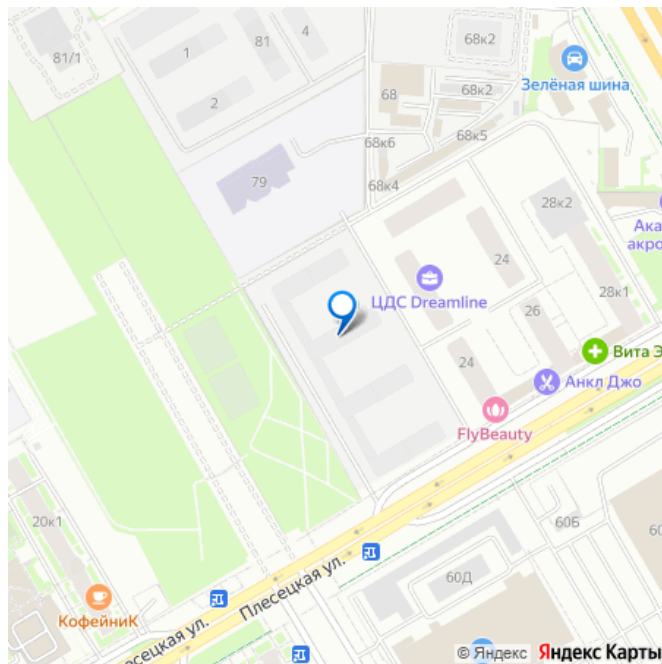 81/1
1
81
4
68к2
Зелёная шина
2
68
68к2
68к6
68к5
79
68к4
28к2
Ака
акро
24
ЦДС Dreamline
28к1
26
Вита Э
24
Анкл Джо
FlyBeauty
20к1
60Б
60
60Д
Плесецкая ул.
КофейниК
есецкая ул.
© Яндекс Яндекс Карты